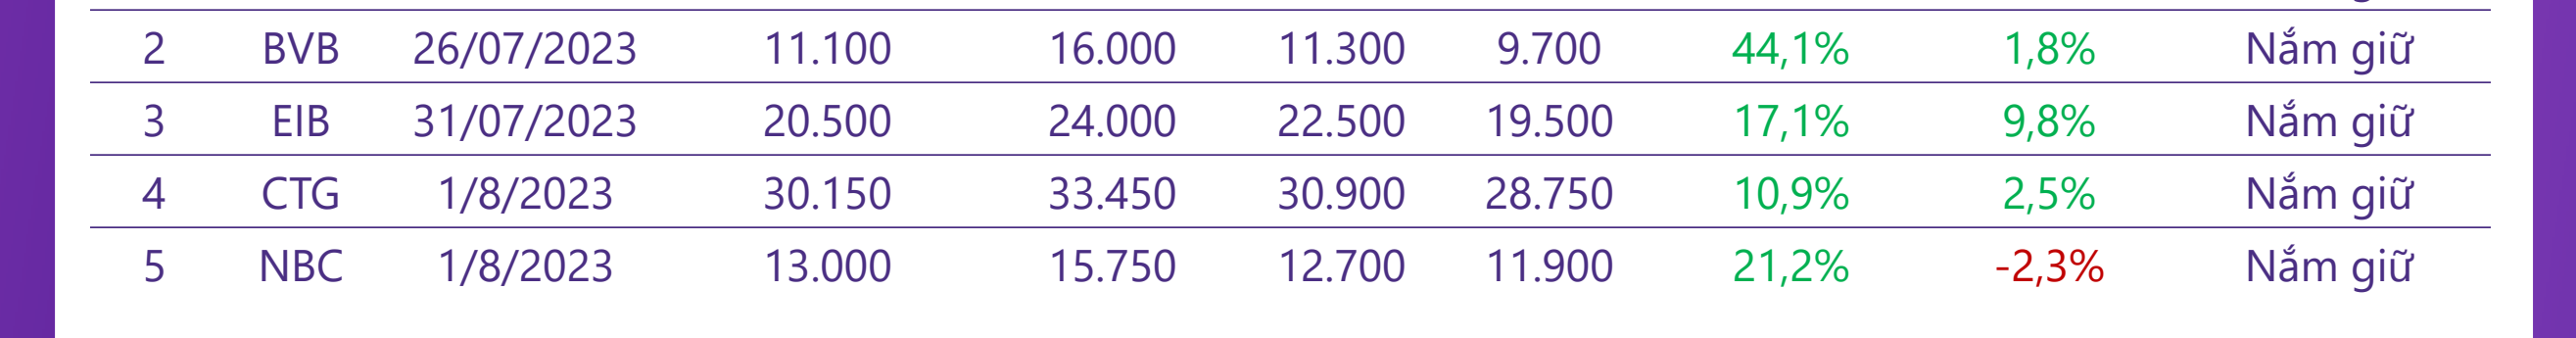 2 BVB 26/07/2023 11.100 16.000 11.300 9.700 44,1% 1,8% Nắm giữ
3 EIB 31/07/2023 20.500 24.000 22.500 19.500 17,1% 9,8% Nắm giữ
4 CTG 1/8/2023 30.150 33.450 30.900 28.750 10,9% 2,5% Nắm giữ
5 NBC 1/8/2023 13.000 15.750 12.700 11.900 21,2% -2,3% Nắm giữ